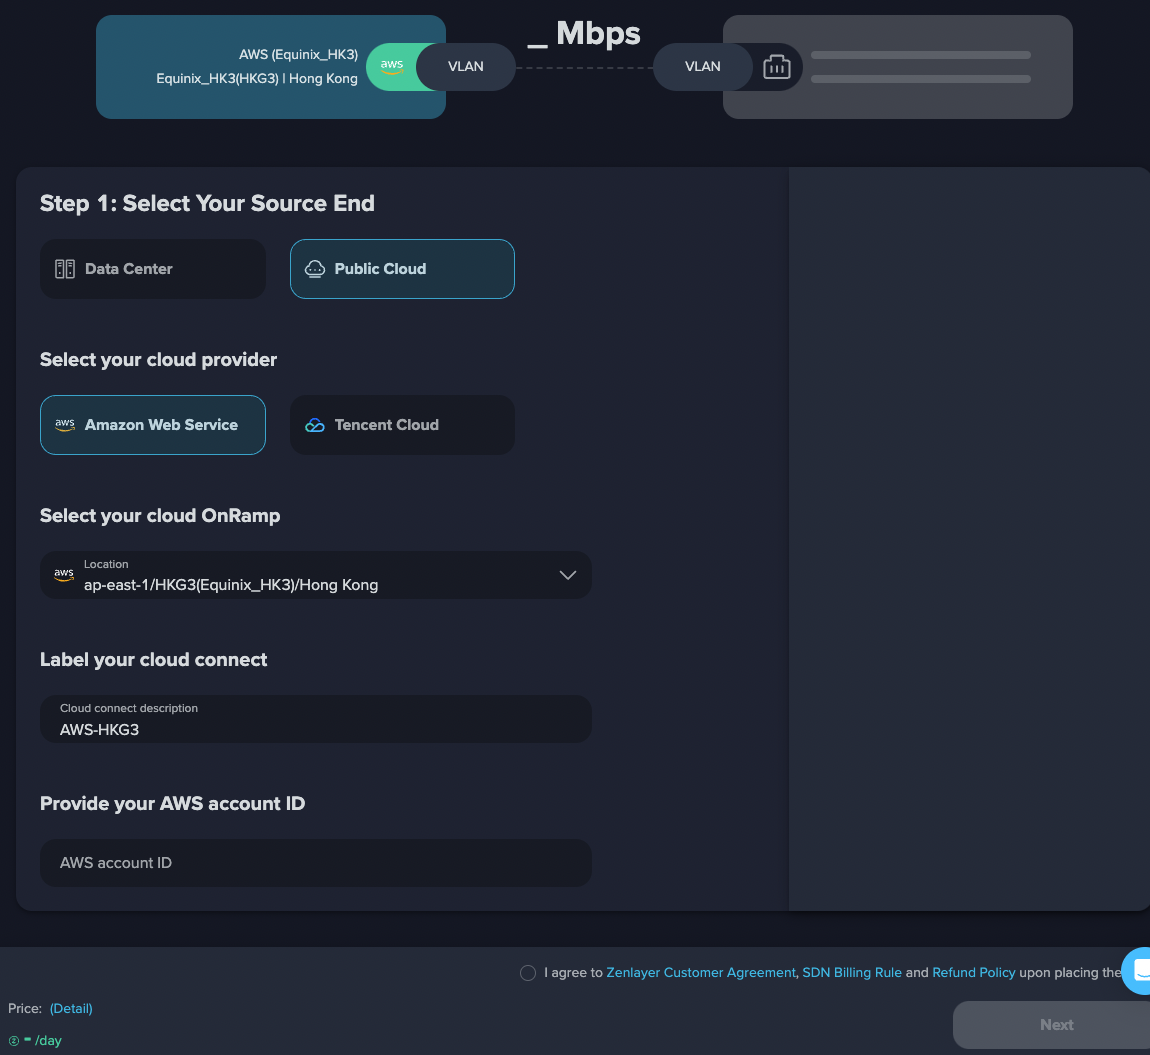 _ Mbps
AWS (Equinix_HK3)
Equinix_HK3(HKG3) | Hong Kong
aws
VLAN
VLAN
Step 1: Select Your Source End
Data Center
Public Cloud
Select your cloud provider
aws
Amazon Web Service
Tencent Cloud
Select your cloud OnRamp
aws
Location
ap-east-1/HKG3(Equinix_HK3)/Hong Kong
Label your cloud connect
Cloud connect description
AWS-HKG3
Provide your AWS account ID
AWS account ID
I agree to Zenlayer Customer Agreement, SDN Billing Rule and Refund Policy upon placing the
Price: (Detail)
- /day
Next